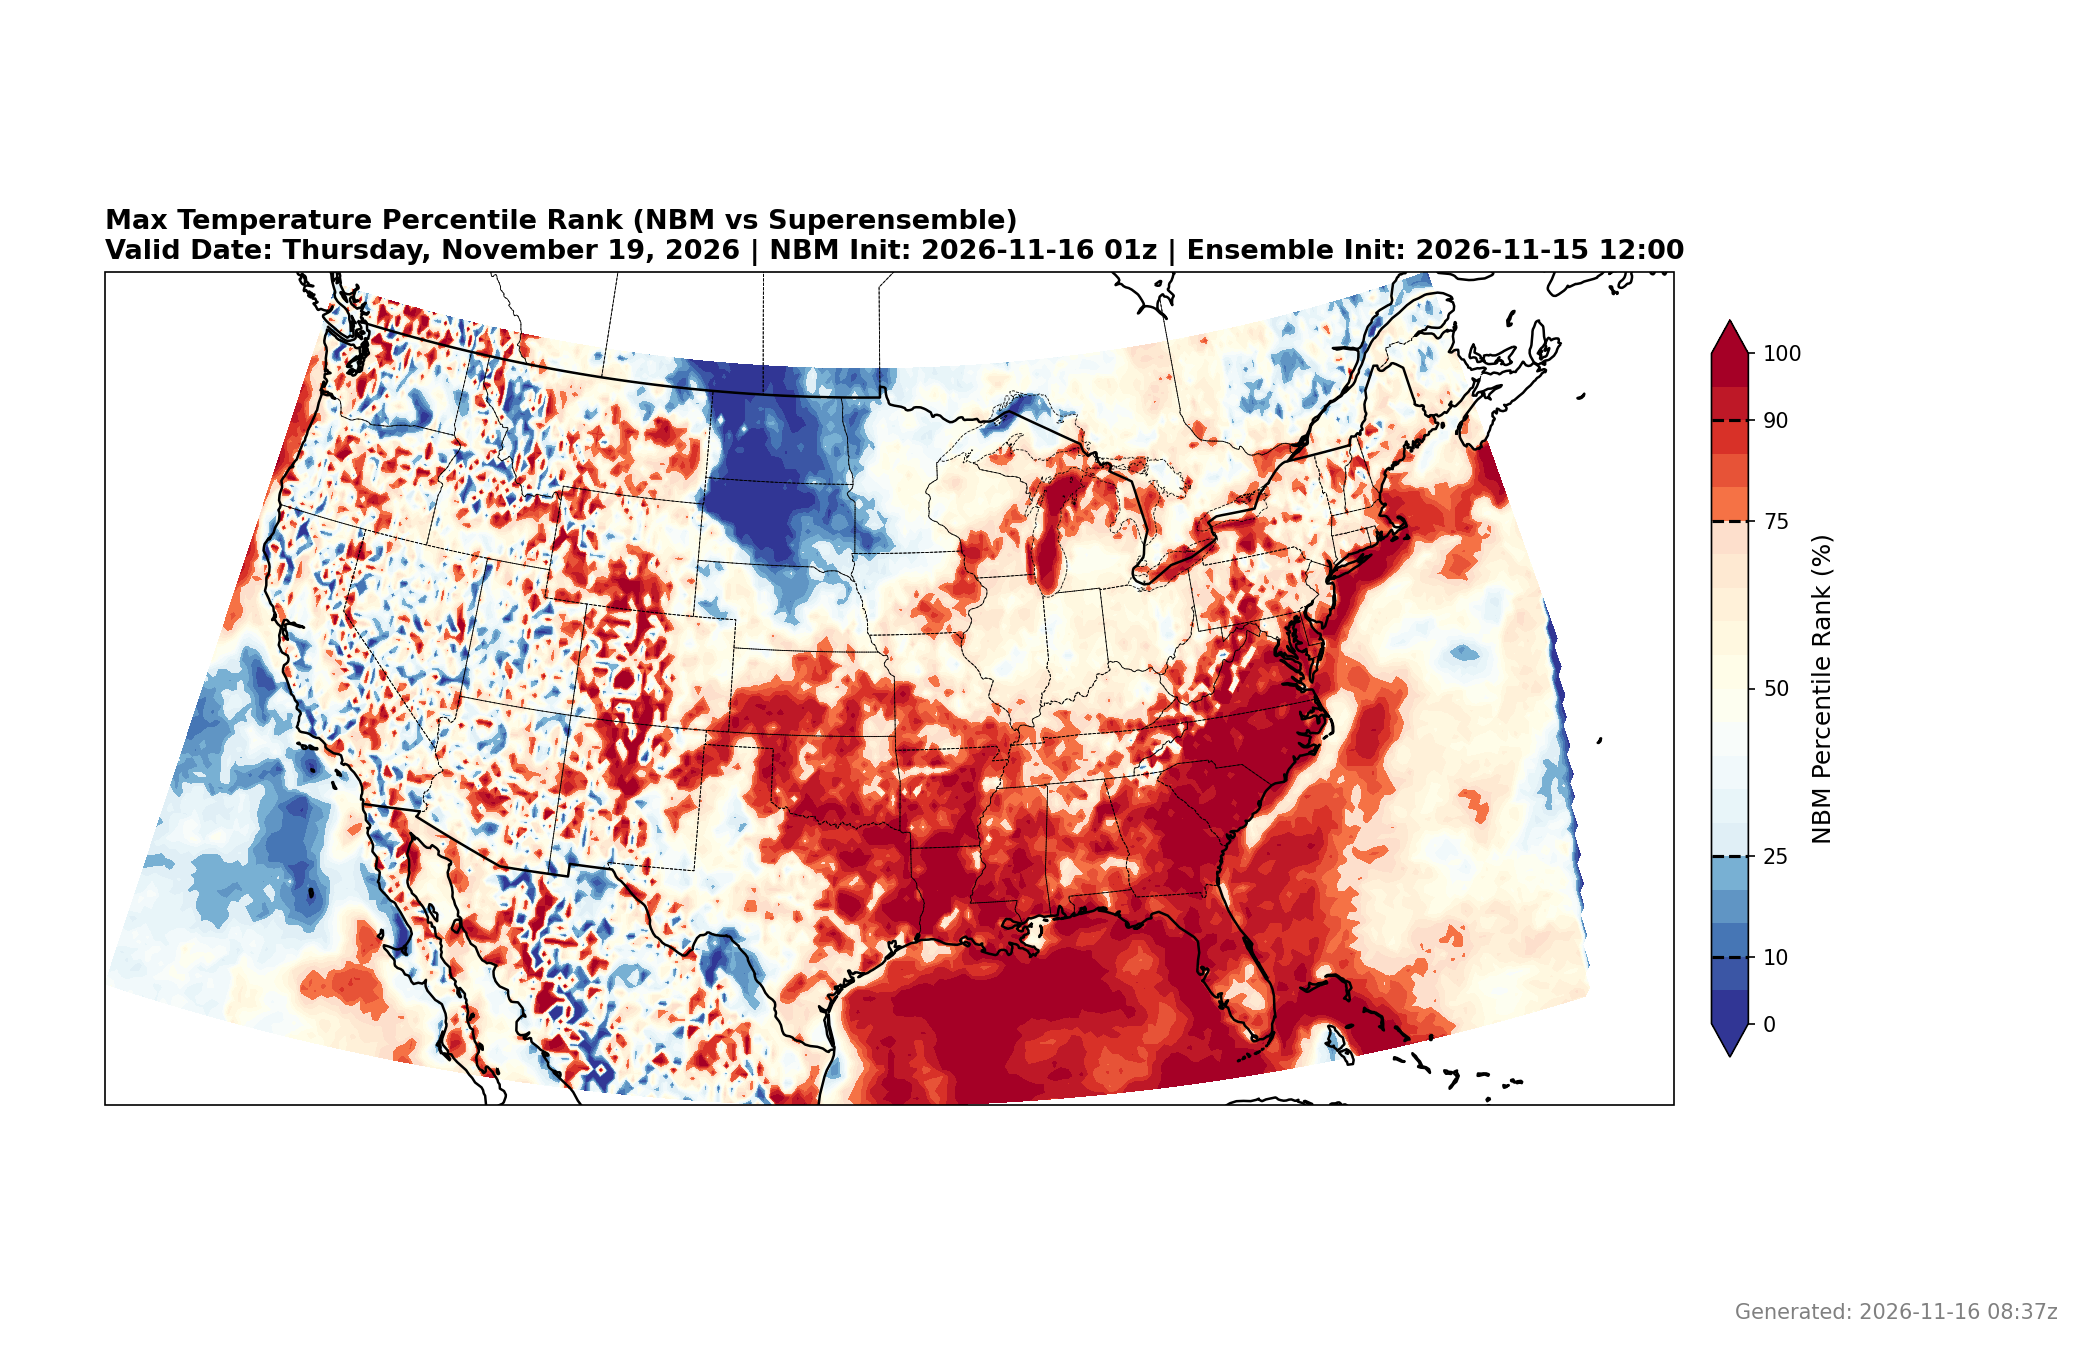 Max Temperature Percentile Rank (NBM vs Superensemble)
Valid Date: Thursday, November 19, 2026 | NBM Init: 2026-11-16 01z | Ensemble Init: 2026-11-15 12:00
100
90
75
50
25
10
0
NBM Percentile Rank (%)
Generated: 2026-11-16 08:37z